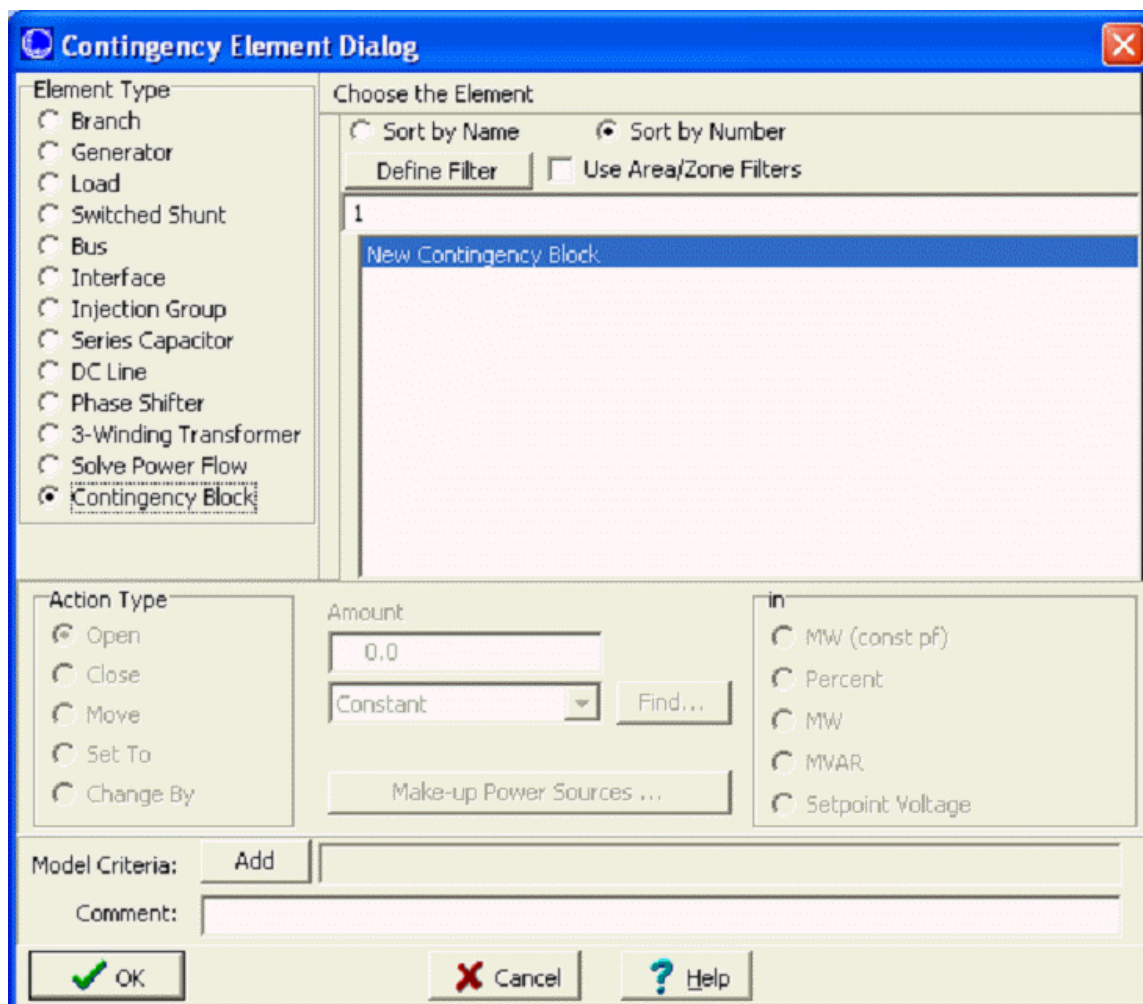 Contingency Element Dialog
Element Type
Branch
Generator
Load
Switched Shunt
Bus
Interface
Injection Group
Series Capacitor
DC Line
Phase Shifter
3-Winding Transformer
Solve Power Flow
Contingency Block
Choose the Element
Sort by Name Sort by Number
Define Filter Use Area/Zone Filters
1
New Contingency Block
Action Type
Open
Close
Move
Set To
Change By
Amount
0.0
Constant Find...
Make-up Power Sources ...
in
MW (const pf)
Percent
MW
MVAR
Setpoint Voltage
Model Criteria: Add
Comment:
OK Cancel ? Help